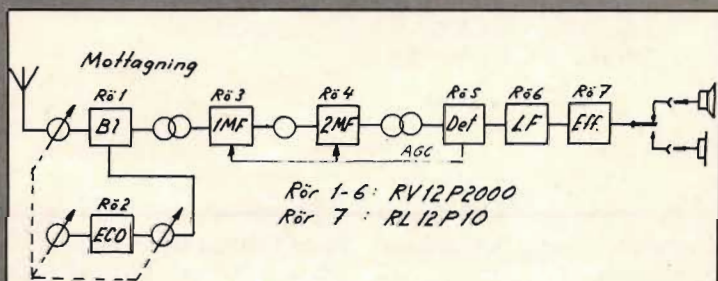 Mottagning
Rö 1 Rö 3 Rö 4 Rö 5 Rö 6 Rö 7
Bl 1MF 2MF Det LF Eff.
AGC
Rö 2
ECO
Rör 1-6: RV12P2000
Rör 7 : RL12P10